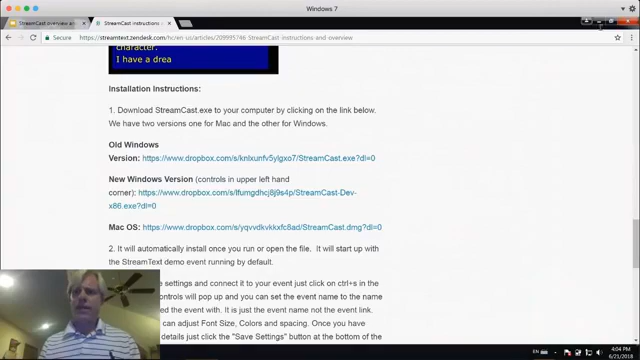 Windows 7
StreamCast overview an
StreamCast instructions
Secure
https://streamtext.zendesk.com/hc/en-us/articles/209995746 StreamCast instructions and overview
character.
I have a drea
Installation Instructions:
1. Download StreamCast.exe to your computer by clicking on the link below.
We have two versions one for Mac and the other for Windows.
Old Windows
Version: https://www.dropbox.com/s/knlxunfv5ylgxo7/StreamCast.exe?dl=0
New Windows Version (controls in upper left hand
corner): https://www.dropbox.com/s/lfumgdhcj8j9s4p/StreamCast-Dev-
x86.exe?dl=0
Mac OS: https://www.dropbox.com/s/yqvvdkvkkxfc8ad/StreamCast.dmg?dl=0
2. It will automatically install once you run or open the file. It will start up with
the StreamText demo event running by default.
e settings and connect it to your event just click on ctrl+s in the
ontrols will pop up and you can set the event name to the name
ed the event with. It is just the event name not the event link.
can adjust Font Size, Colors and spacing. Once you have
details just click the "Save Settings" button at the bottom of the
EN
4:04 PM
6/21/2018